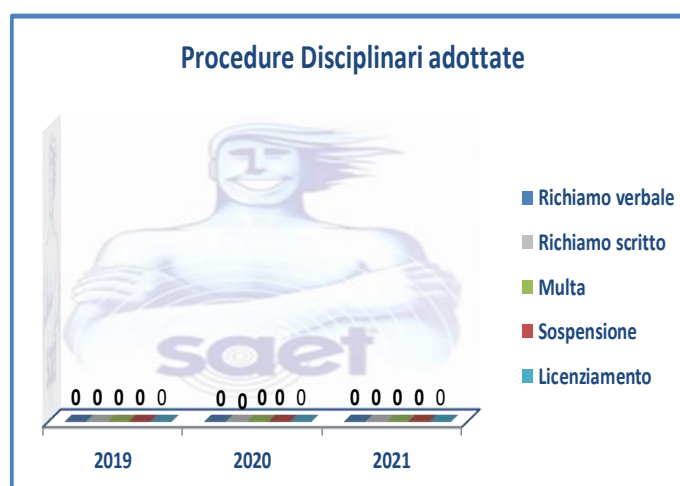 Procedure Disciplinari adottate
saet
Richiamo verbale
Richiamo scritto
Multa
Sospensione
Licenziamento
0 0 0 0 0 0 0 0 0 0 0 0 0 0 0
2019 2020 2021